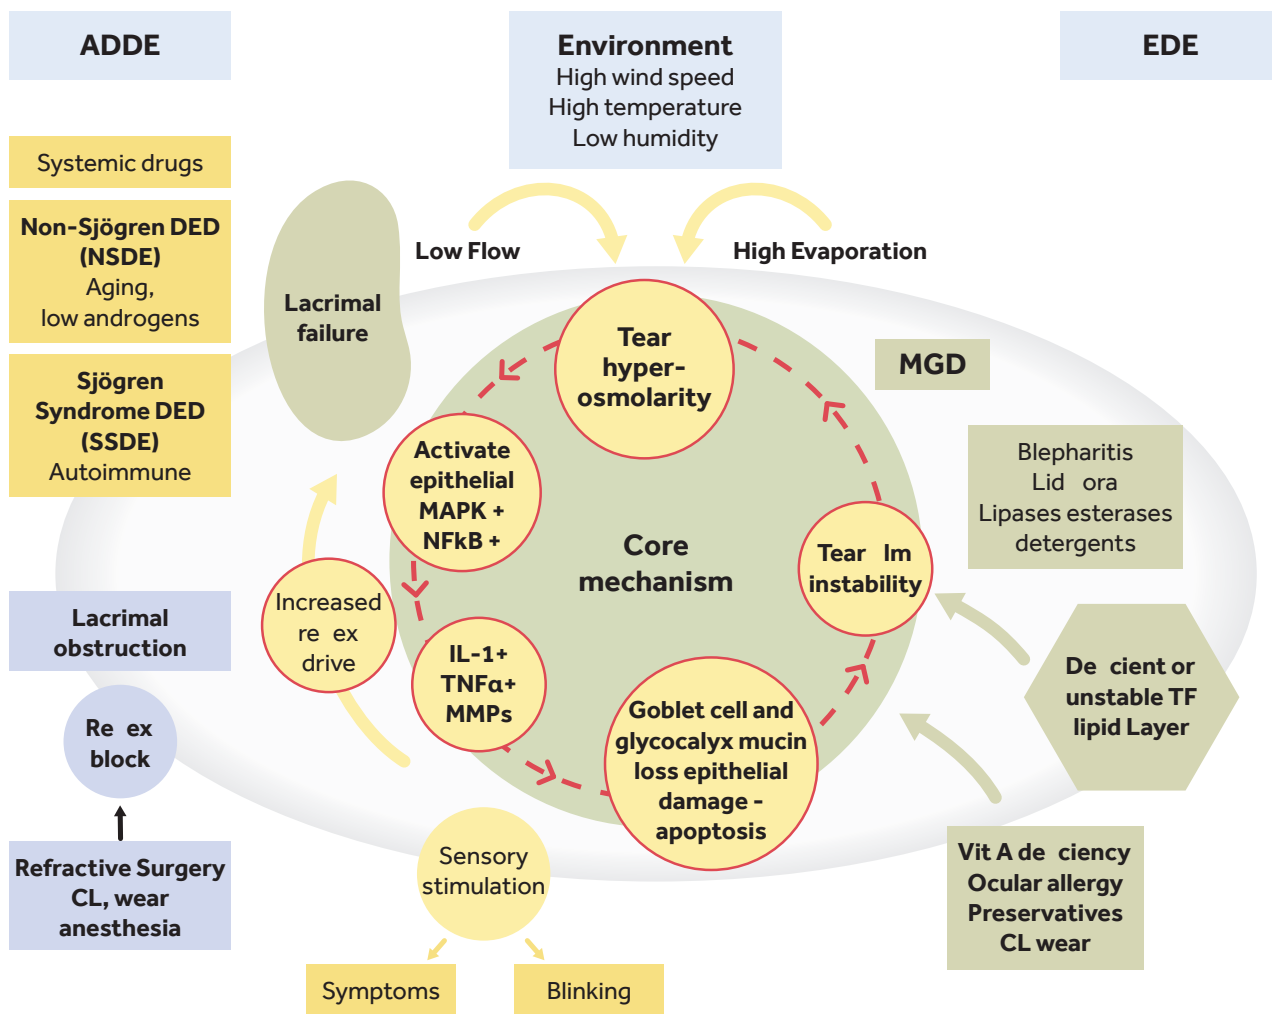 ADDE
Environment
High wind speed
High temperature
Low humidity
EDE
Systemic drugs
Non-Sjögren DED
(NSDE)
Aging,
low androgens
Sjögren
Syndrome DED
(SSDE)
Autoimmune
Lacrimal
failure
Low Flow
High Evaporation
Tear
hyper-
osmolarity
MGD
Activate
epithelial
MAPK +
NFkB +
Core
mechanism
Blepharitis
Lid ora
Lipases esterases
detergents
Tear lm
instability
Increased
re ex
drive
IL-1+
TNFα+
MMPs
Goblet cell and
glycocalyx mucin
loss epithelial
damage -
apoptosis
De cient or
unstable TF
lipid Layer
Lacrimal
obstruction
Re ex
block
Refractive Surgery
CL, wear
anesthesia
Sensory
stimulation
Symptoms
Blinking
Vit A de ciency
Ocular allergy
Preservatives
CL wear